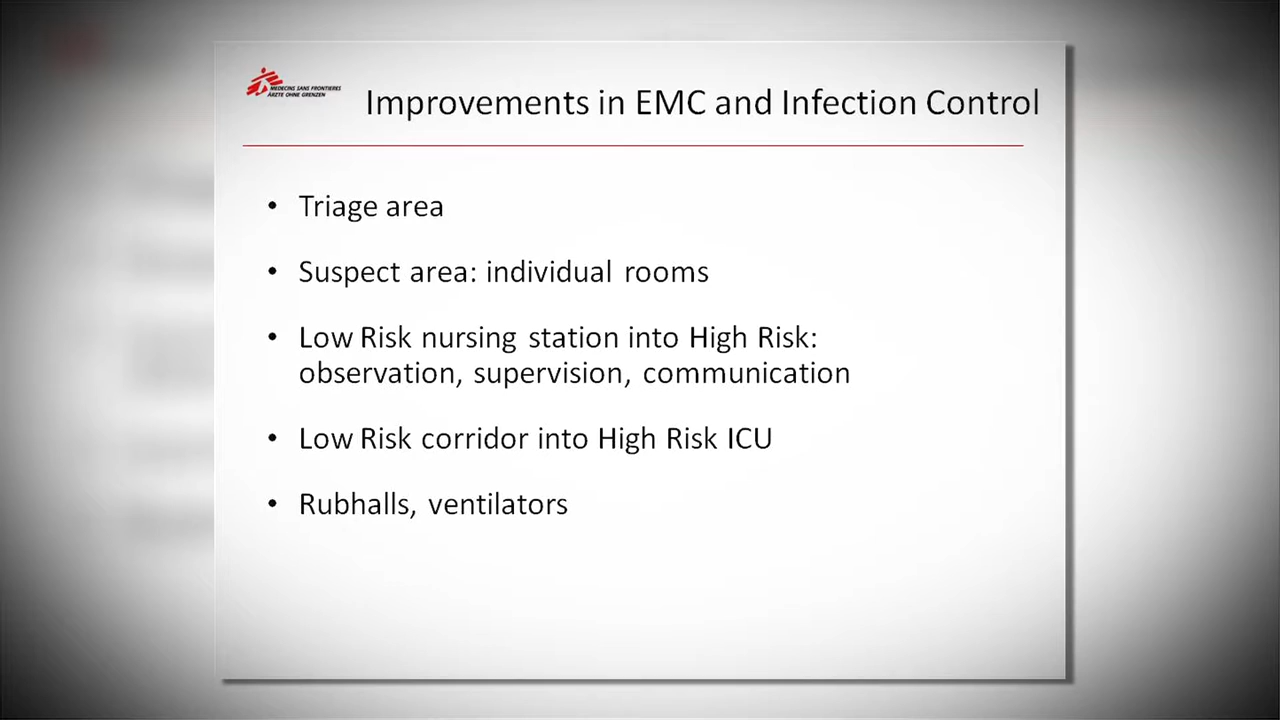 MEDECINS SANS FRONTIERES
ÄRZTE OHNE GRENZEN
Improvements in EMC and Infection Control
• Triage area
• Suspect area: individual rooms
• Low Risk nursing station into High Risk:
observation, supervision, communication
• Low Risk corridor into High Risk ICU
• Rubhalls, ventilators